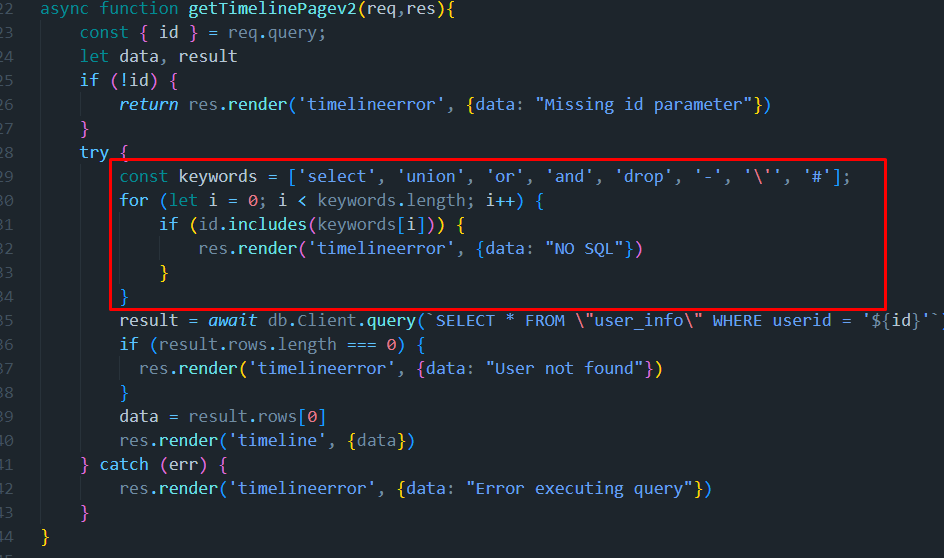 22 async function getTimelinePagev2(req,res){
23 const { id } = req.query;
24 let data, result
25 if (!id) {
26 return res.render('timelineerror', {data: "Missing id parameter"})
27 }
28 try {
29 const keywords = ['select', 'union', 'or', 'and', 'drop', '-', '\'', '#'];
30 for (let i = 0; i < keywords.length; i++) {
31 if (id.includes(keywords[i])) {
32 res.render('timelineerror', {data: "NO SQL"})
33 }
34 }
35 result = await db.Client.query(`SELECT * FROM \"user_info\" WHERE userid = '${id}'`)
36 if (result.rows.length === 0) {
37 res.render('timelineerror', {data: "User not found"})
38 }
39 data = result.rows[0]
40 res.render('timeline', {data})
41 } catch (err) {
42 res.render('timelineerror', {data: "Error executing query"})
43 }
44 }